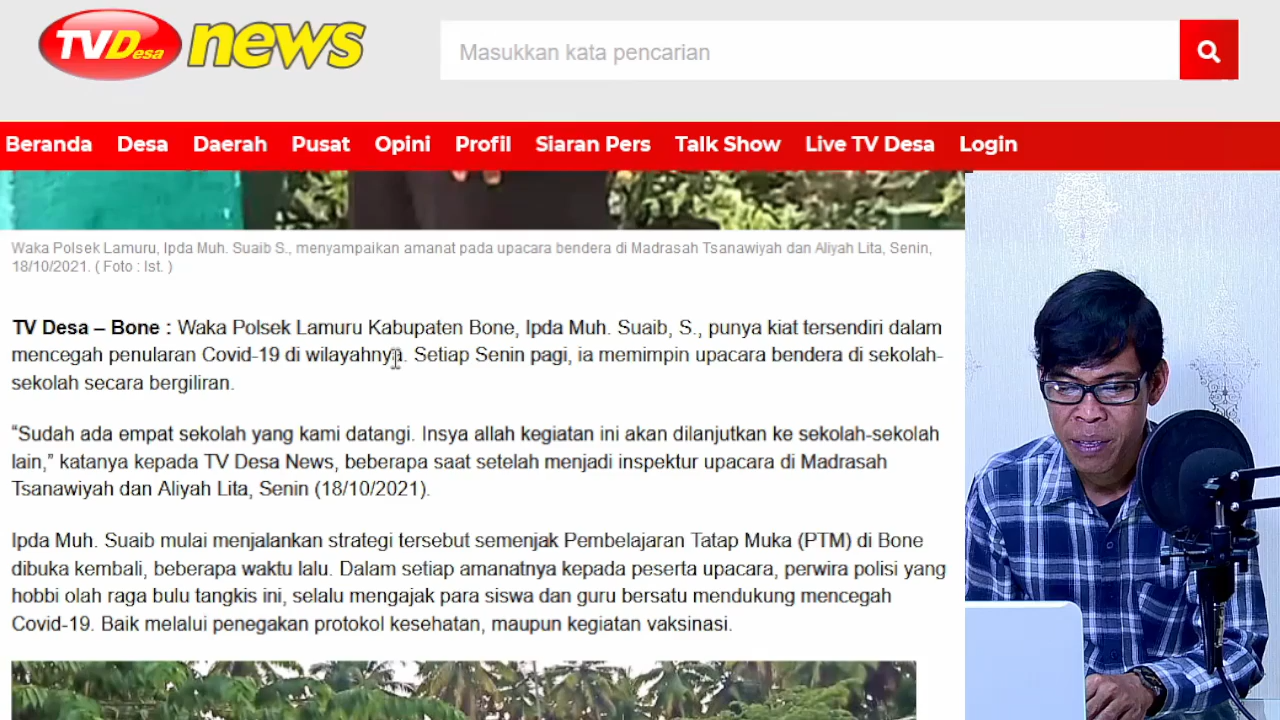 TVDesa news
Masukkan kata pencarian
Beranda Desa Daerah Pusat Opini Profil Siaran Pers Talk Show Live TV Desa Login
Waka Polsek Lamuru, Ipda Muh. Suaib S., menyampaikan amanat pada upacara bendera di Madrasah Tsanawiyah dan Aliyah Lita, Senin,
18/10/2021. ( Foto : Ist. )
TV Desa – Bone : Waka Polsek Lamuru Kabupaten Bone, Ipda Muh. Suaib, S., punya kiat tersendiri dalam
mencegah penularan Covid-19 di wilayahnya. Setiap Senin pagi, ia memimpin upacara bendera di sekolah-
sekolah secara bergiliran.
“Sudah ada empat sekolah yang kami datangi. Insya allah kegiatan ini akan dilanjutkan ke sekolah-sekolah
lain,” katanya kepada TV Desa News, beberapa saat setelah menjadi inspektur upacara di Madrasah
Tsanawiyah dan Aliyah Lita, Senin (18/10/2021).
Ipda Muh. Suaib mulai menjalankan strategi tersebut semenjak Pembelajaran Tatap Muka (PTM) di Bone
dibuka kembali, beberapa waktu lalu. Dalam setiap amanatnya kepada peserta upacara, perwira polisi yang
hobbi olah raga bulu tangkis ini, selalu mengajak para siswa dan guru bersatu mendukung mencegah
Covid-19. Baik melalui penegakan protokol kesehatan, maupun kegiatan vaksinasi.